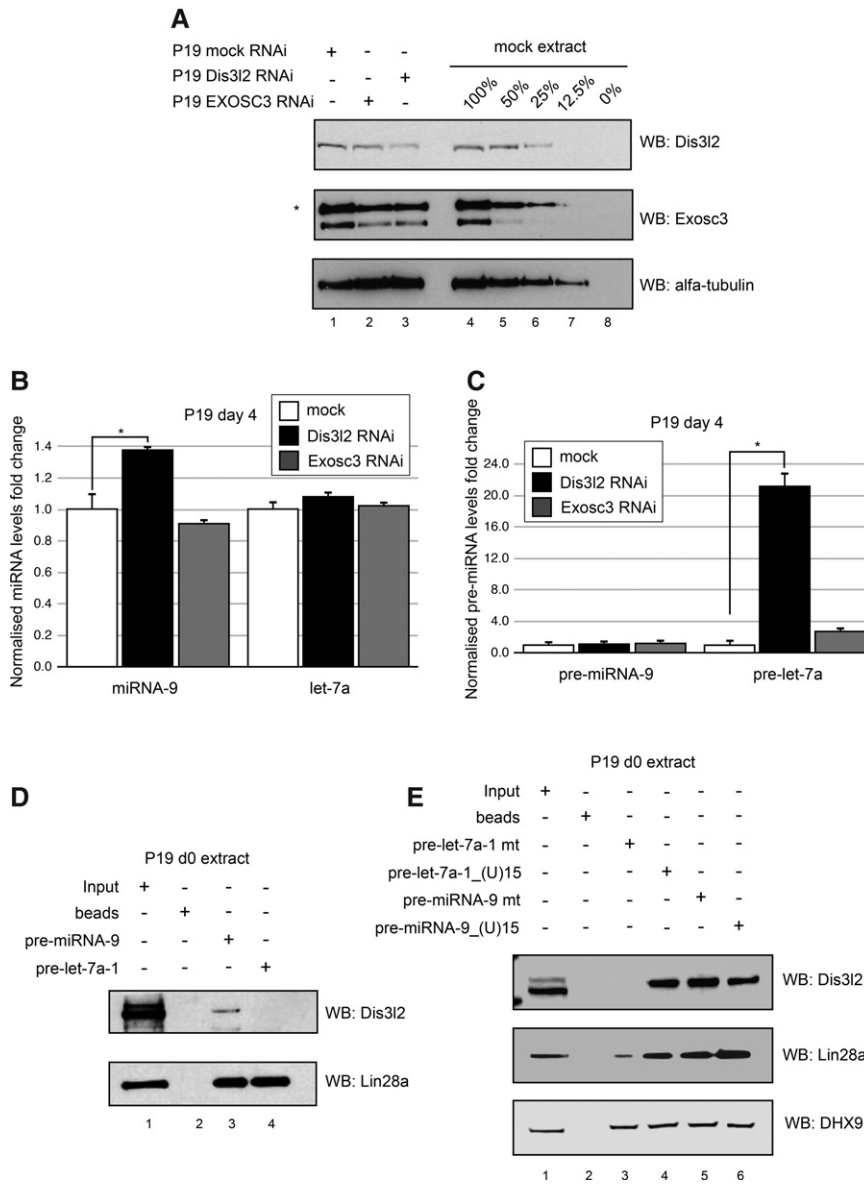 A
P19 mock RNAi + - -
P19 Dis3l2 RNAi - - +
P19 EXOSC3 RNAi - + -
mock extract
100% 50% 25% 12.5% 0%
WB: Dis3l2
*
WB: Exosc3
WB: alfa-tubulin
1 2 3 4 5 6 7 8
B
P19 day 4
mock
Dis3l2 RNAi
Exosc3 RNAi
*
Normalised miRNA levels fold change
1.4
1.2
1.0
0.8
0.6
0.4
0.2
0.0
miRNA-9 let-7a
C
P19 day 4
mock
Dis3l2 RNAi
Exosc3 RNAi
*
Normalised pre-miRNA levels fold change
24.0
20.0
16.0
12.0
8.0
4.0
0.0
pre-miRNA-9 pre-let-7a
D
P19 d0 extract
Input + - - -
beads - + - -
pre-miRNA-9 - - + -
pre-let-7a-1 - - - +
WB: Dis3l2
WB: Lin28a
1 2 3 4
E
P19 d0 extract
Input + - - - - -
beads - + - - - -
pre-let-7a-1 mt - - + - - -
pre-let-7a-1_(U)15 - - - + - -
pre-miRNA-9 mt - - - - + -
pre-miRNA-9_(U)15 - - - - - +
WB: Dis3l2
WB: Lin28a
WB: DHX9
1 2 3 4 5 6